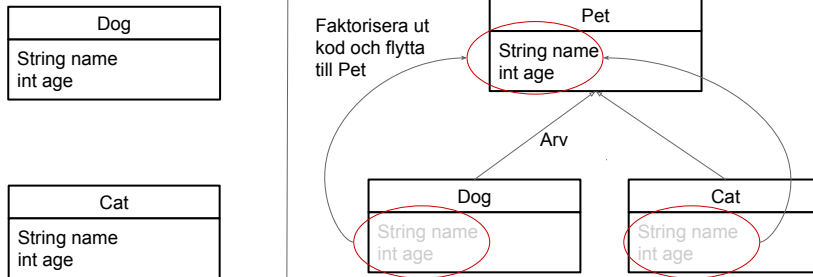 Dog
String name
int age
Cat
String name
int age
Faktorisera ut
kod och flytta
till Pet
Pet
String name
int age
Arv
Dog
String name
int age
Cat
String name
int age